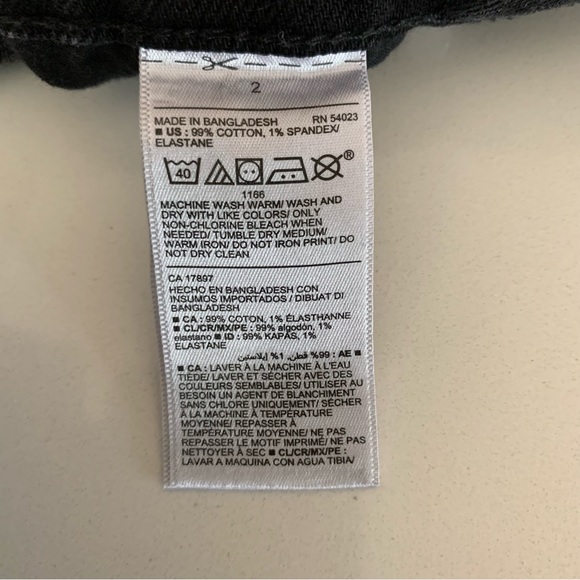 2
MADE IN BANGLADESH RN 54023
■ US : 99% COTTON, 1% SPANDEX/
ELASTANE
40 ®
1166
MACHINE WASH WARM/ WASH AND
DRY WITH LIKE COLORS/ ONLY
NON-CHLORINE BLEACH WHEN
NEEDED/ TUMBLE DRY MEDIUM/
WARM IRON/ DO NOT IRON PRINT/ DO
NOT DRY CLEAN
CA 17897
HECHO EN BANGLADESH CON
INSUMOS IMPORTADOS / DIBUAT DI
BANGLADESH
■ CA : 99% COTON, 1% ÉLASTHANNE
■ CL/CR/MX/PE : 99% algodón, 1%
elastano ■ ID : 99% KAPAS, 1%
ELASTANE
■ AE : 99% قطن, 1% إيلاستين
■ CA : LAVER À LA MACHINE À L'EAU
TIÈDE/ LAVER ET SÉCHER AVEC DES
COULEURS SEMBLABLES/ UTILISER AU
BESOIN UN AGENT DE BLANCHIMENT
SANS CHLORE UNIQUEMENT/ SÉCHER
À LA MACHINE À TEMPÉRATURE
MOYENNE/ REPASSER À
TEMPÉRATURE MOYENNE/ NE PAS
REPASSER LE MOTIF IMPRIMÉ/ NE PAS
NETTOYER À SEC ■ CL/CR/MX/PE :
LAVAR A MAQUINA CON AGUA TIBIA/